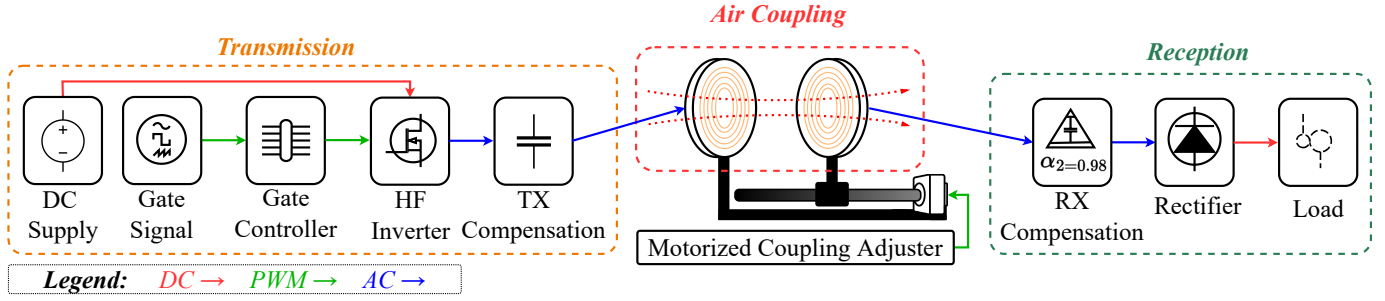 Transmission
Air Coupling
Reception
DC
Supply
Gate
Signal
Gate
Controller
HF
Inverter
TX
Compensation
Motorized Coupling Adjuster
α2=0.98
RX
Compensation
Rectifier
Load
Legend: DC → PWM → AC →